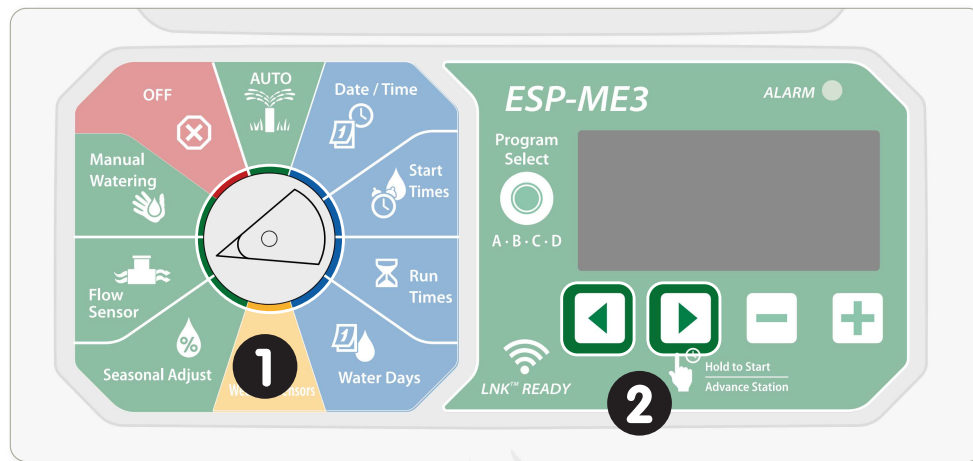 OFF
AUTO
Date / Time
Manual
Watering
Start
Times
Flow
Sensor
Run
Times
Seasonal Adjust
1
Water Days
ESP-ME3
ALARM
Program
Select
A · B · C · D
LNK™ READY
Hold to Start
Advance Station
2